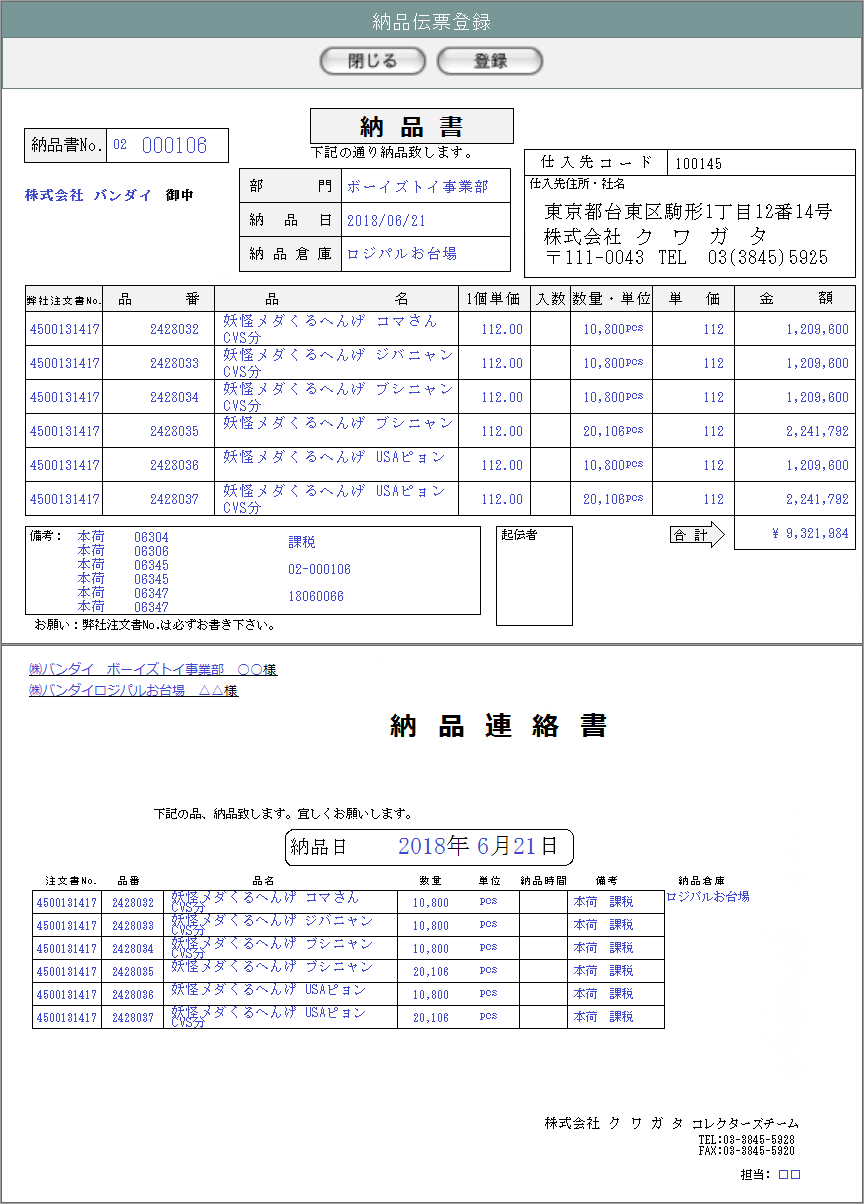 納品伝票登録
閉じる 登録
納 品 書
下記の通り納品致します。
納品書No. 02 000106
仕入先コード 100145
仕入先住所・社名
東京都台東区駒形1丁目12番14号
株式会社 ク ワ ガ タ
〒111-0043 TEL 03(3845)5925
株式会社 バンダイ 御中
部 門 ボーイズトイ事業部
納 品 日 2018/06/21
納 品 倉 庫 ロジパルお台場
弊社注文書No. 品 番 品 名 1個単価 入数 数量・単位 単 価 金 額
4500131417 2428032 妖怪メダくるへんげ コマさん CVS分 112.00 10,800pcs 112 1,209,600
4500131417 2428033 妖怪メダくるへんげ ジバニャン CVS分 112.00 10,800pcs 112 1,209,600
4500131417 2428034 妖怪メダくるへんげ ブシニャン CVS分 112.00 10,800pcs 112 1,209,600
4500131417 2428035 妖怪メダくるへんげ ブシニャン 112.00 20,106pcs 112 2,241,792
4500131417 2428036 妖怪メダくるへんげ USAピョン 112.00 10,800pcs 112 1,209,600
4500131417 2428037 妖怪メダくるへんげ USAピョン CVS分 112.00 20,106pcs 112 2,241,792
合 計 ¥ 9,321,984
備考：
本荷 06304
本荷 06306
本荷 06345
本荷 06345
本荷 06347
本荷 06347
課税
02-000106
18060066
起伝者
お願い：弊社注文書No.は必ずお書き下さい。
㈱バンダイ ボーイズトイ事業部 ○○様
㈱バンダイロジパルお台場 △△様
納 品 連 絡 書
下記の品、納品致します。宜しくお願いします。
納品日 2018年 6月21日
注文書No. 品番 品名 数量 単位 納品時間 備考 納品倉庫
4500131417 2428032 妖怪メダくるへんげ コマさん CVS分 10,800 pcs 本荷 課税 ロジパルお台場
4500131417 2428033 妖怪メダくるへんげ ジバニャン CVS分 10,800 pcs 本荷 課税
4500131417 2428034 妖怪メダくるへんげ ブシニャン CVS分 10,800 pcs 本荷 課税
4500131417 2428035 妖怪メダくるへんげ ブシニャン 20,106 pcs 本荷 課税
4500131417 2428036 妖怪メダくるへんげ USAピョン 10,800 pcs 本荷 課税
4500131417 2428037 妖怪メダくるへんげ USAピョン CVS分 20,106 pcs 本荷 課税
株式会社 ク ワ ガ タ コレクターズチーム
TEL:03-3845-5928
FAX:03-3845-5920
担当: □□